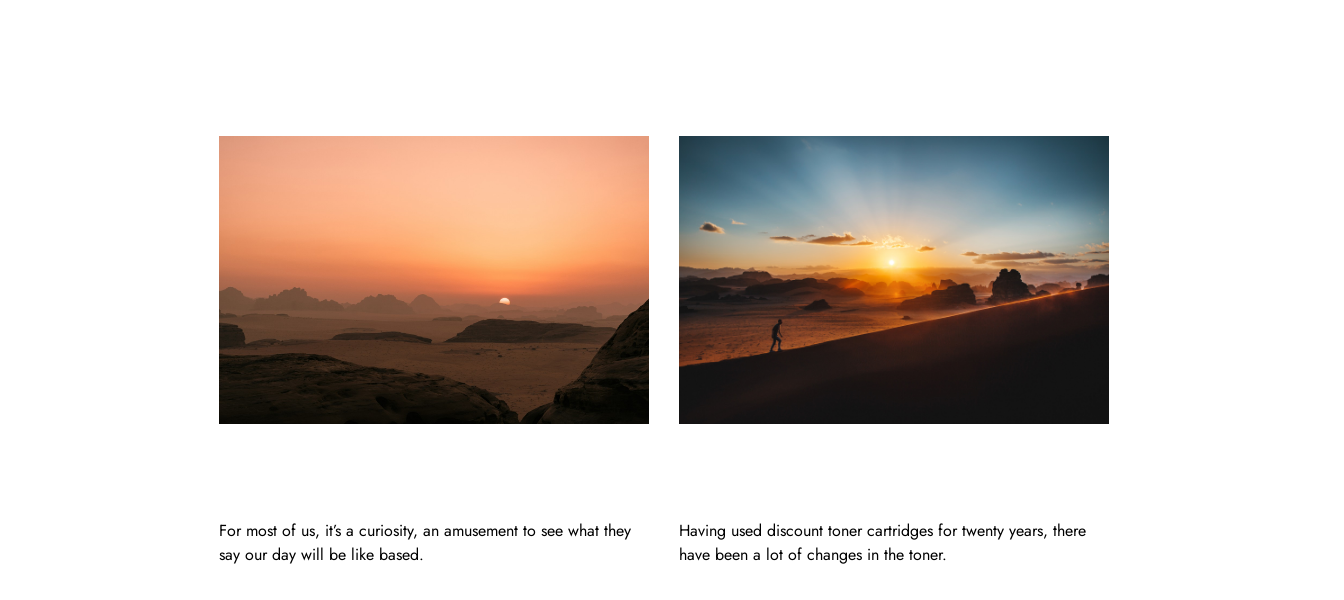 For most of us, it’s a curiosity, an amusement to see what they
say our day will be like based.
Having used discount toner cartridges for twenty years, there
have been a lot of changes in the toner.